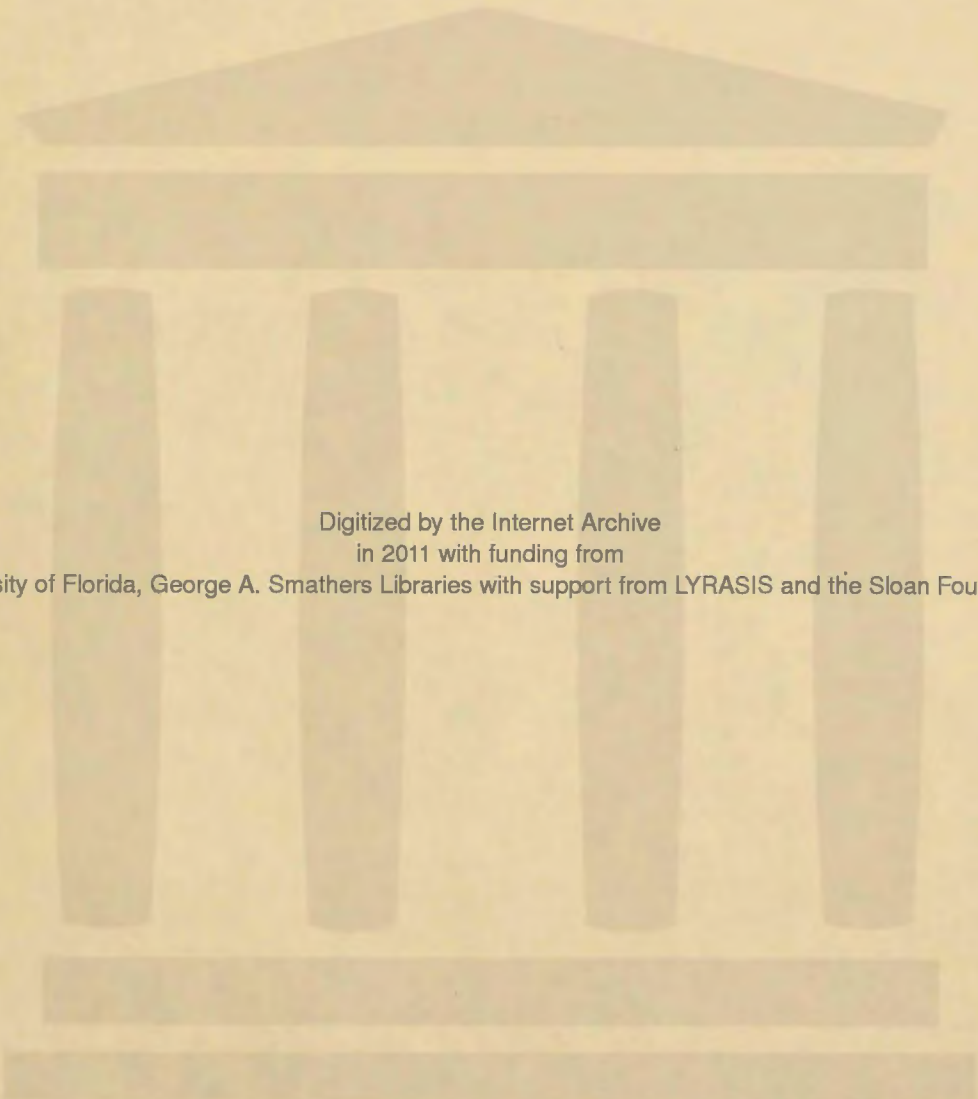 Digitized by the Internet Archive
in 2011 with funding from
sity of Florida, George A. Smathers Libraries with support from LYRASIS and the Sloan Fou